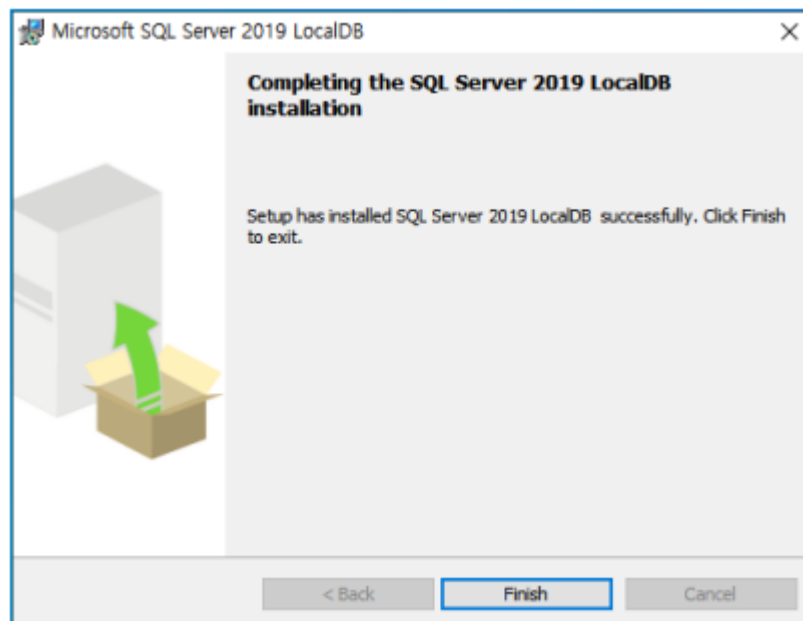 Microsoft SQL Server 2019 LocalDB
Completing the SQL Server 2019 LocalDB
installation
Setup has installed SQL Server 2019 LocalDB successfully. Click Finish
to exit.
< Back Finish Cancel